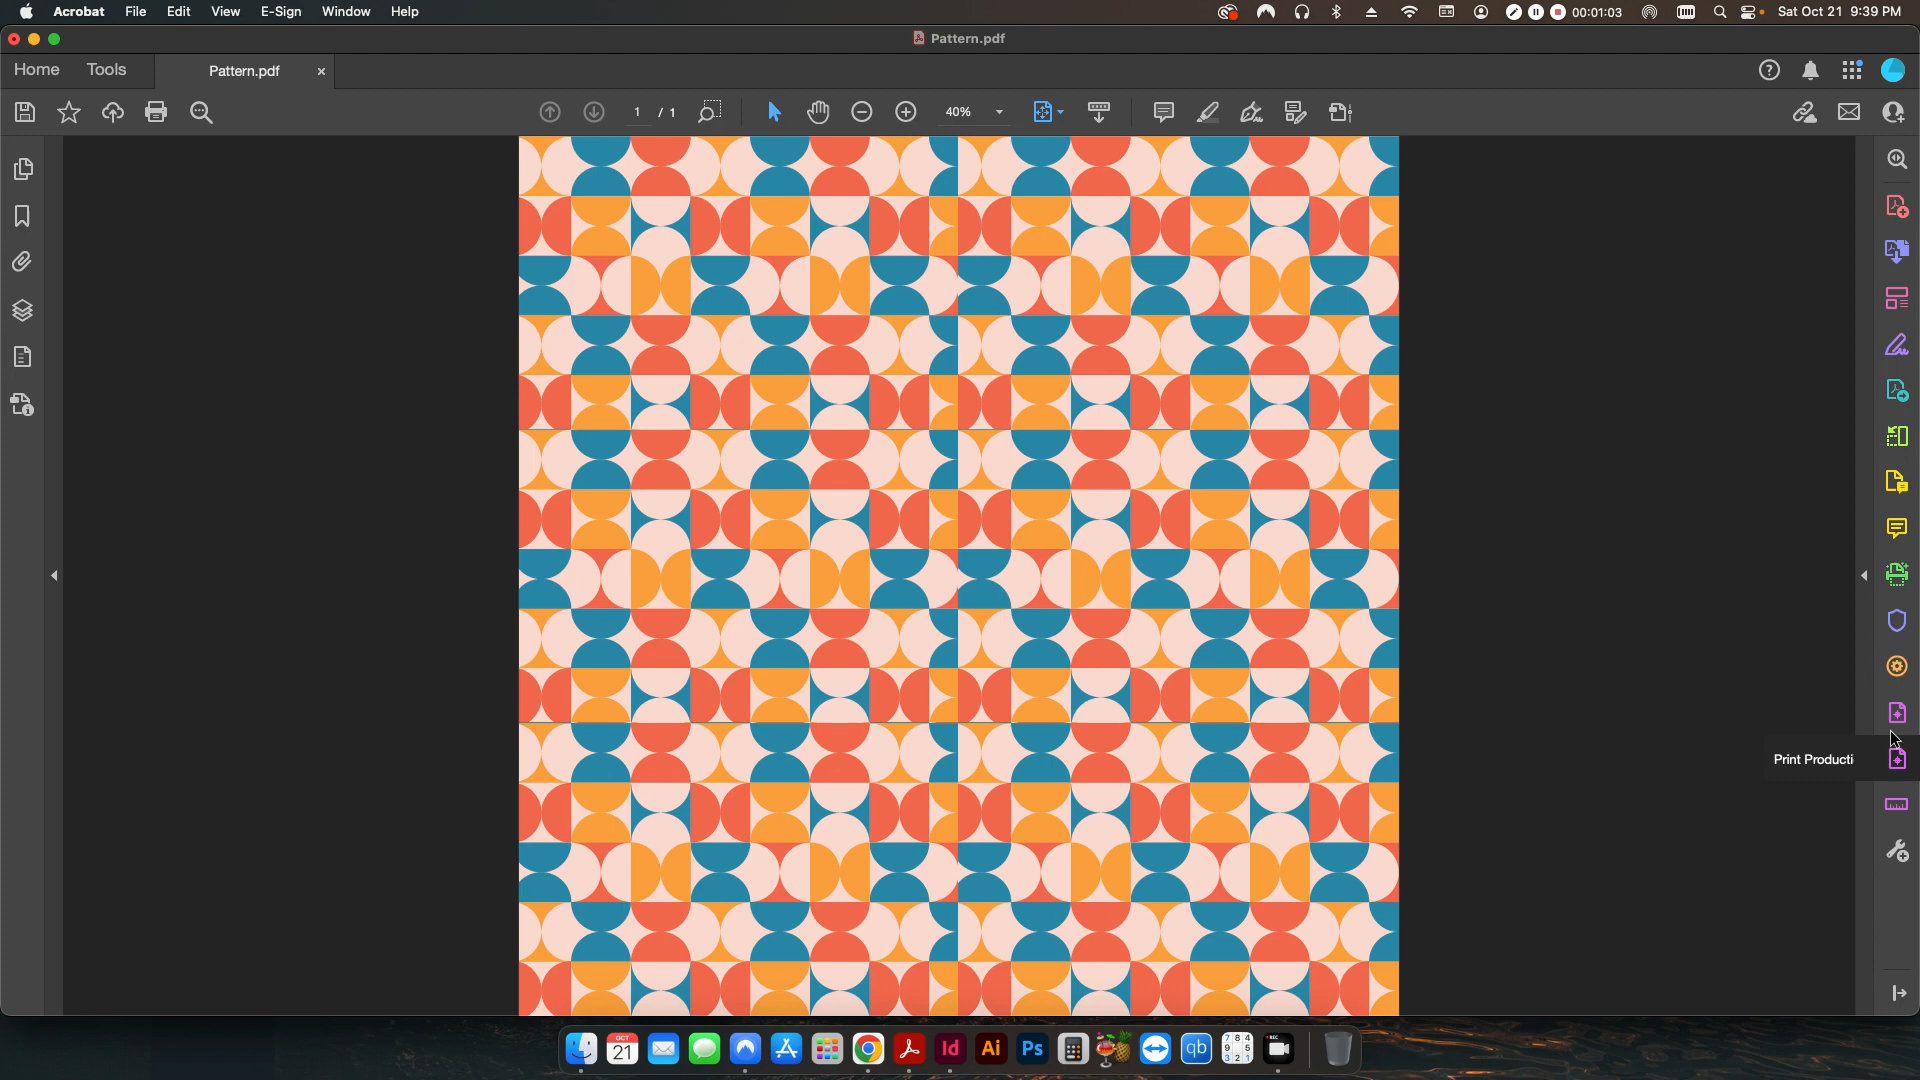 Acrobat File Edit View E-Sign Window Help 00:01:03 Sat Oct 21 9:39 PM
Pattern.pdf
Home Tools Pattern.pdf
1 / 1 40%
Print Producti
OCT
21
Id Ai Ps qb
REC